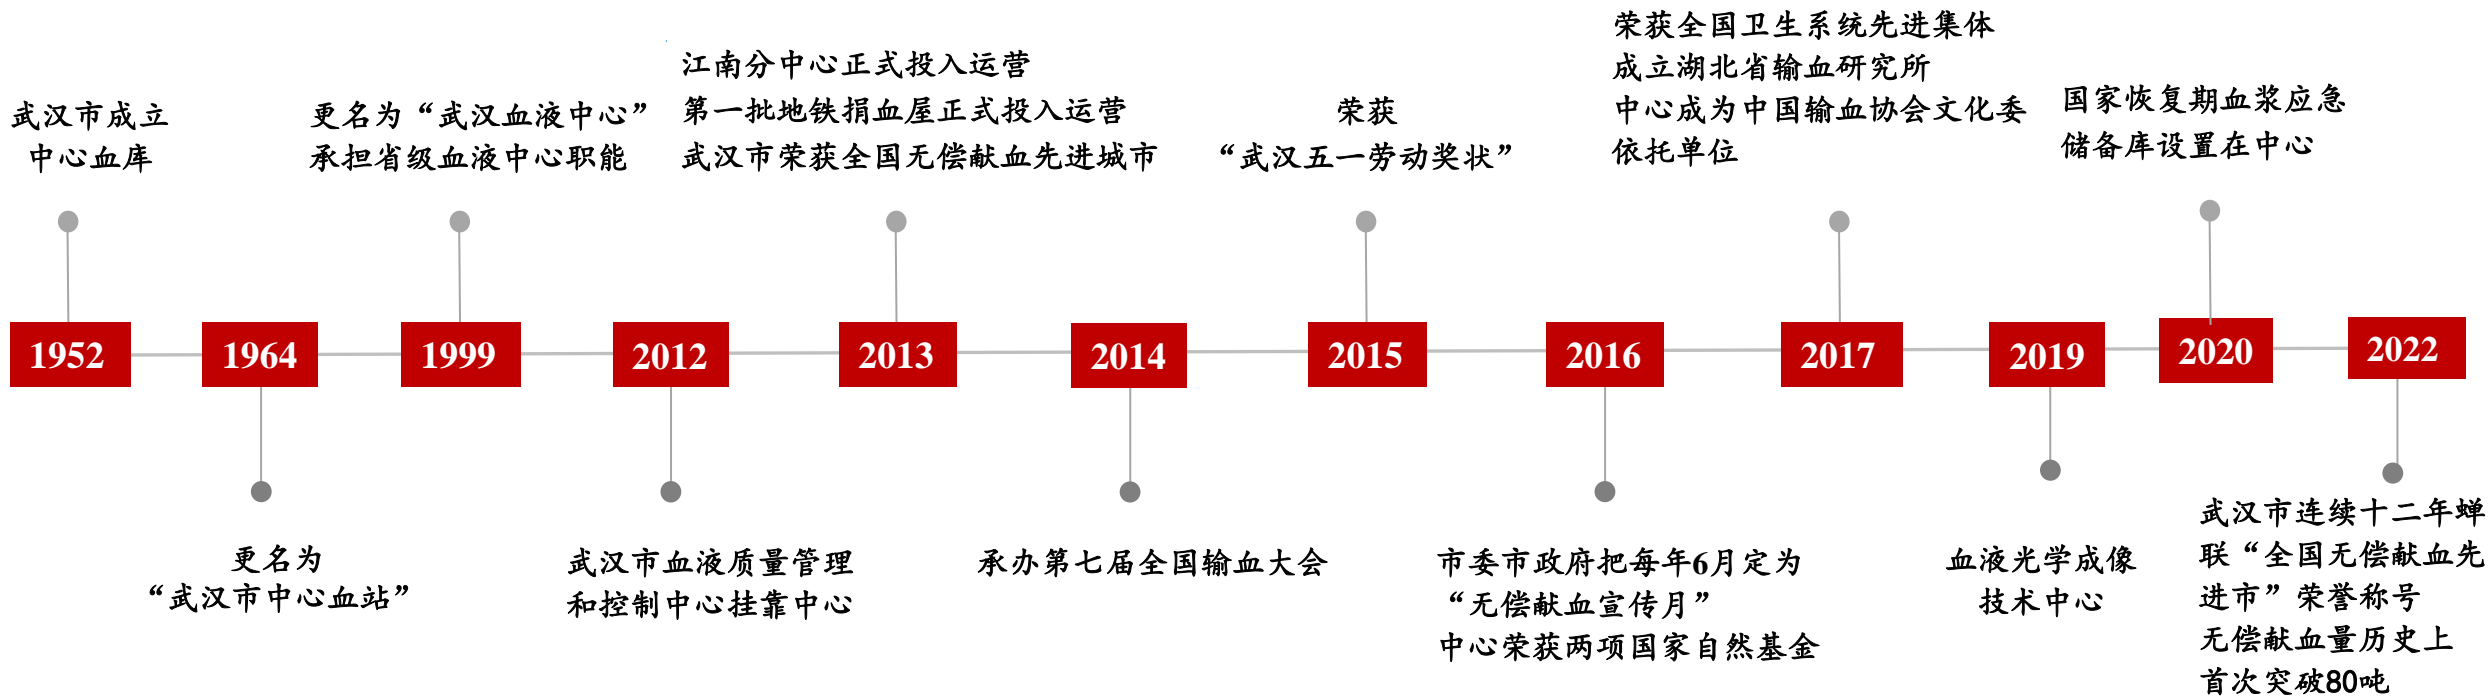 武汉市成立
中心血库
更名为“武汉血液中心”
承担省级血液中心职能
江南分中心正式投入运营
第一批地铁捐血屋正式投入运营
武汉市荣获全国无偿献血先进城市
荣获
“武汉五一劳动奖状”
荣获全国卫生系统先进集体
成立湖北省输血研究所
中心成为中国输血协会文化委
依托单位
国家恢复期血浆应急
储备库设置在中心
1952
1964
1999
2012
2013
2014
2015
2016
2017
2019
2020
2022
更名为
“武汉市中心血站”
武汉市血液质量管理
和控制中心挂靠中心
承办第七届全国输血大会
市委市政府把每年6月定为
“无偿献血宣传月”
中心荣获两项国家自然基金
血液光学成像
技术中心
武汉市连续十二年蝉
联“全国无偿献血先
进市”荣誉称号
无偿献血量历史上
首次突破80吨